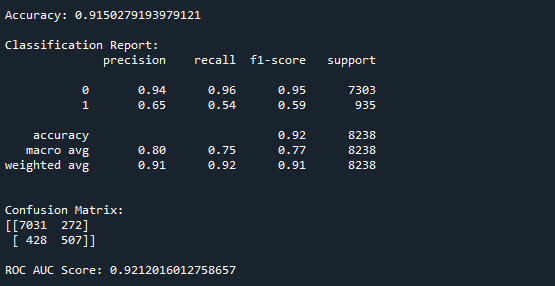 Accuracy: 0.9150279193979121
Classification Report:
precision recall f1-score support
0 0.94 0.96 0.95 7303
1 0.65 0.54 0.59 935
accuracy 0.92 8238
macro avg 0.80 0.75 0.77 8238
weighted avg 0.91 0.92 0.91 8238
Confusion Matrix:
[[7031 272]
[ 428 507]]
ROC AUC Score: 0.9212016012758657